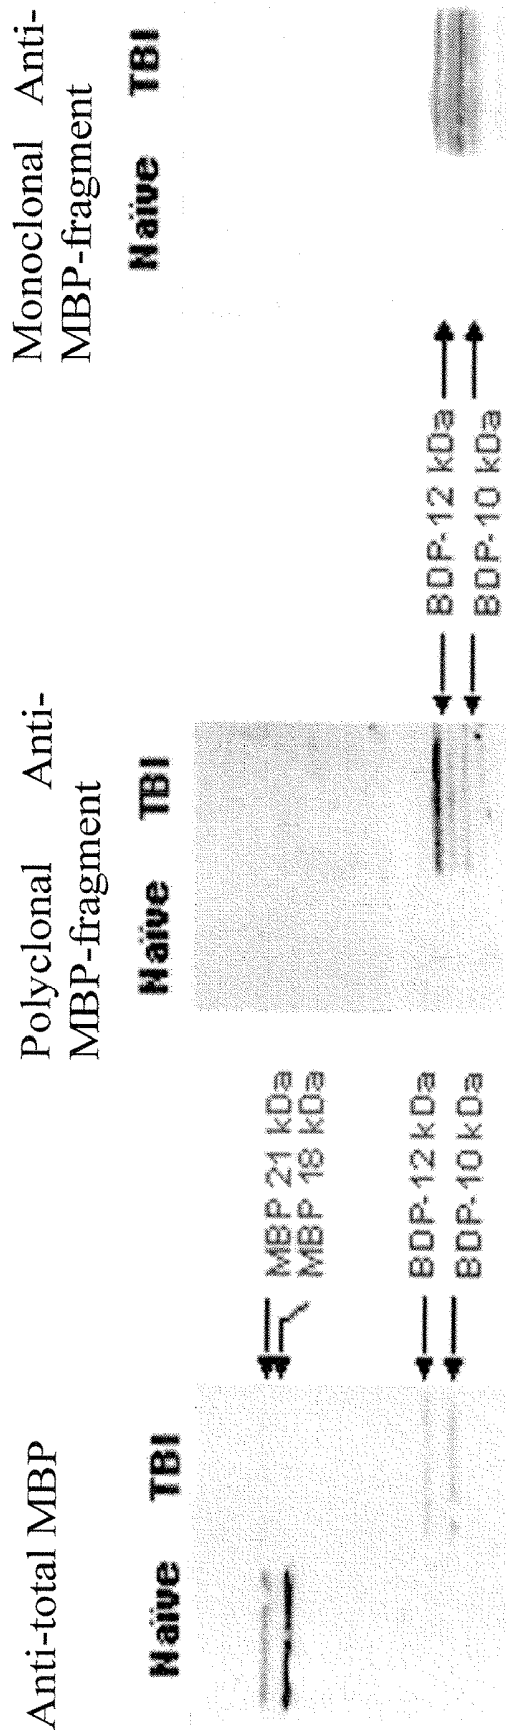 Anti-total MBP
Naïve TBI
MBP 21 kDa
MBP 18 kDa
BDP-12 kDa
BDP-10 kDa
Polyclonal Anti-
MBP-fragment
Naïve TBI
BDP-12 kDa
BDP-10 kDa
Monoclonal Anti-
MBP-fragment
Naïve TBI